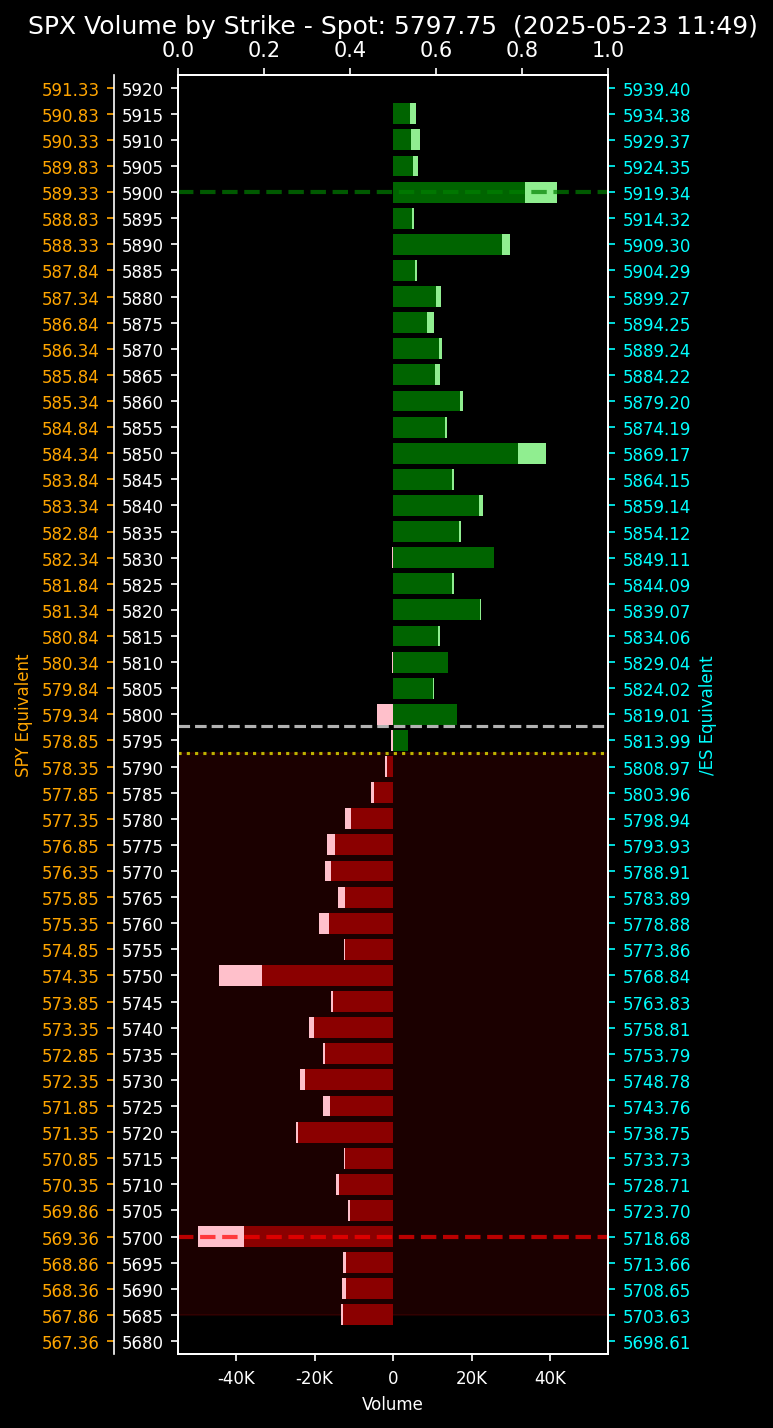 SPX Volume by Strike - Spot: 5797.75 (2025-05-23 11:49)
0.0 0.2 0.4 0.6 0.8 1.0
591.33 5920 5939.40
590.83 5915 5934.38
590.33 5910 5929.37
589.83 5905 5924.35
589.33 5900 5919.34
588.83 5895 5914.32
588.33 5890 5909.30
587.84 5885 5904.29
587.34 5880 5899.27
586.84 5875 5894.25
586.34 5870 5889.24
585.84 5865 5884.22
585.34 5860 5879.20
584.84 5855 5874.19
584.34 5850 5869.17
583.84 5845 5864.15
583.34 5840 5859.14
582.84 5835 5854.12
582.34 5830 5849.11
581.84 5825 5844.09
581.34 5820 5839.07
580.84 5815 5834.06
580.34 5810 5829.04
579.84 5805 5824.02
579.34 5800 5819.01
SPY Equivalent
/ES Equivalent
578.85 5795 5813.99
578.35 5790 5808.97
577.85 5785 5803.96
577.35 5780 5798.94
576.85 5775 5793.93
576.35 5770 5788.91
575.85 5765 5783.89
575.35 5760 5778.88
574.85 5755 5773.86
574.35 5750 5768.84
573.85 5745 5763.83
573.35 5740 5758.81
572.85 5735 5753.79
572.35 5730 5748.78
571.85 5725 5743.76
571.35 5720 5738.75
570.85 5715 5733.73
570.35 5710 5728.71
569.86 5705 5723.70
569.36 5700 5718.68
568.86 5695 5713.66
568.36 5690 5708.65
567.86 5685 5703.63
567.36 5680 5698.61
-40K -20K 0 20K 40K
Volume